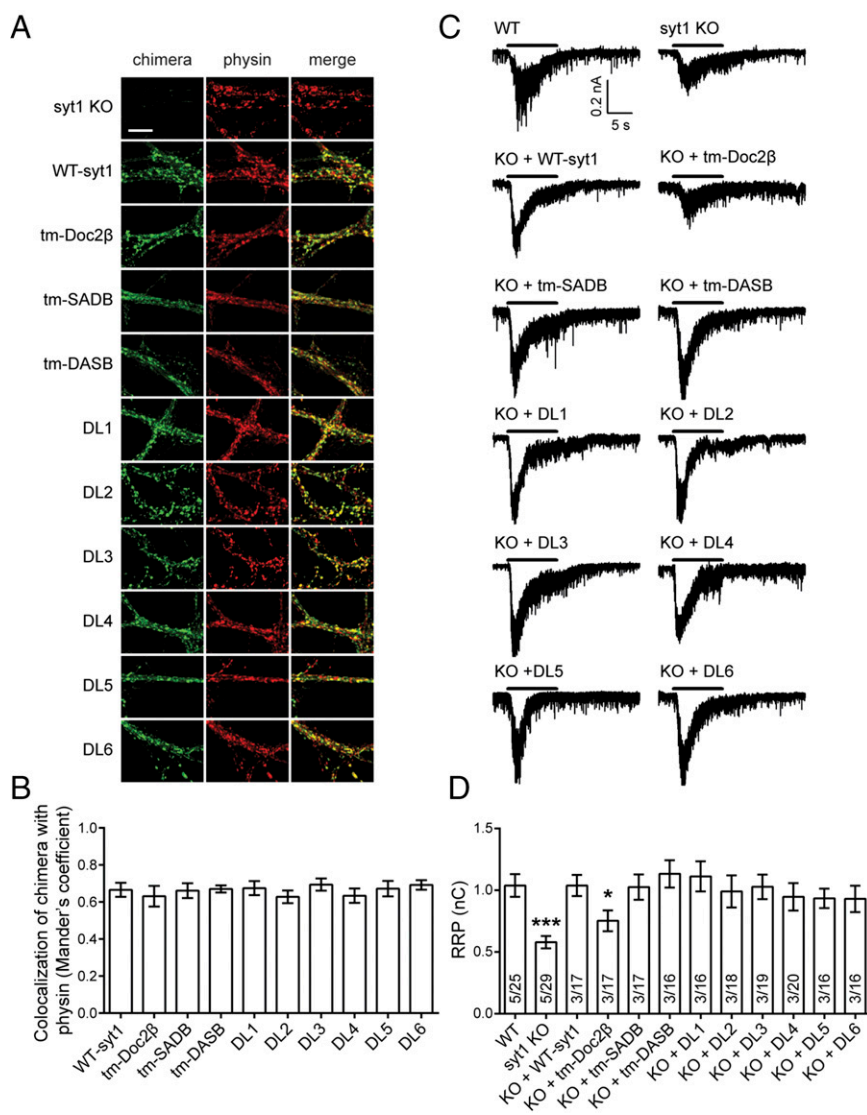 A
chimera physin merge
syt1 KO
WT-syt1
tm-Doc2β
tm-SADB
tm-DASB
DL1
DL2
DL3
DL4
DL5
DL6
B
Colocalization of chimera with
physin (Mander's coefficient)
1.0
0.8
0.6
0.4
0.2
0.0
WT-syt1
tm-Doc2β
tm-SADB
tm-DASB
DL1
DL2
DL3
DL4
DL5
DL6
C
WT syt1 KO
0.2 nA
5 s
KO + WT-syt1 KO + tm-Doc2β
KO + tm-SADB KO + tm-DASB
KO + DL1 KO + DL2
KO + DL3 KO + DL4
KO +DL5 KO + DL6
D
RRP (nC)
1.5
1.0
0.5
0.0
***
*
5/25
5/29
3/17
3/17
3/17
3/16
3/16
3/18
3/19
3/20
3/16
3/16
WT
syt1 KO
KO + WT-syt1
KO + tm-Doc2β
KO + tm-SADB
KO + tm-DASB
KO + DL1
KO + DL2
KO + DL3
KO + DL4
KO + DL5
KO + DL6